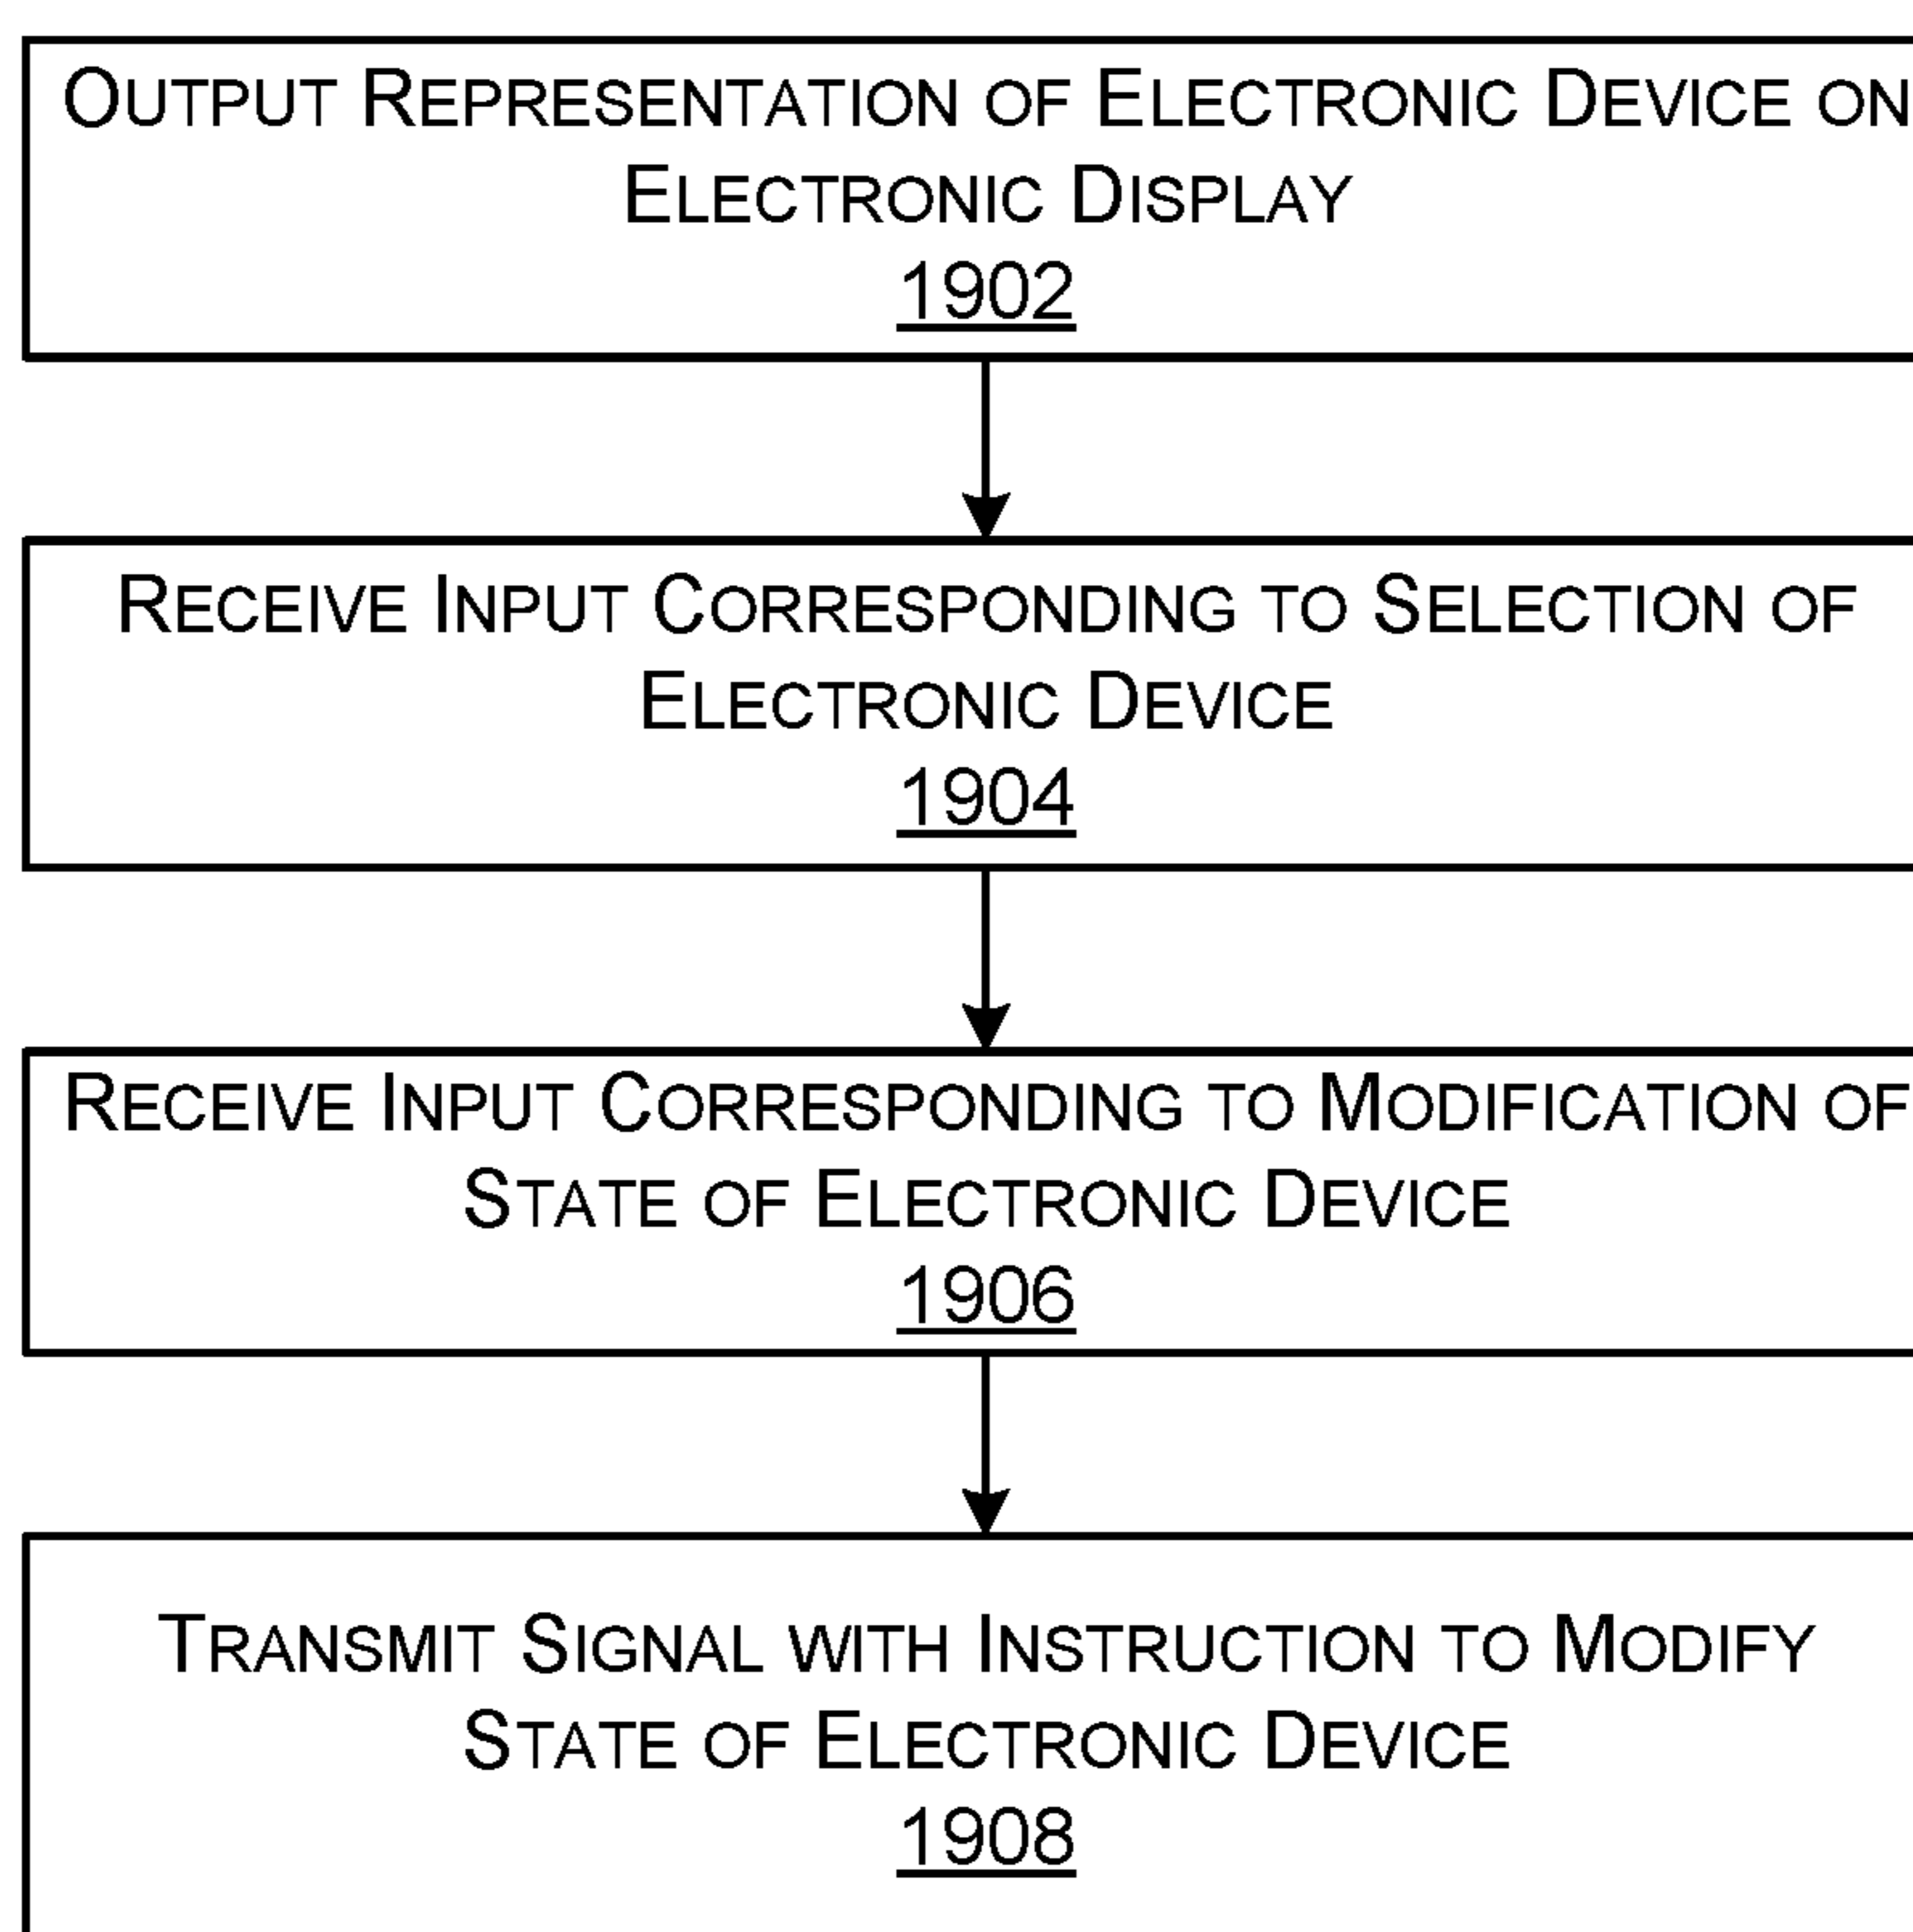 OUTPUT REPRESENTATION OF ELECTRONIC DEVICE ON
ELECTRONIC DISPLAY
1902
RECEIVE INPUT CORRESPONDING TO SELECTION OF
ELECTRONIC DEVICE
1904
RECEIVE INPUT CORRESPONDING TO MODIFICATION OF
STATE OF ELECTRONIC DEVICE
1906
TRANSMIT SIGNAL WITH INSTRUCTION TO MODIFY
STATE OF ELECTRONIC DEVICE
1908